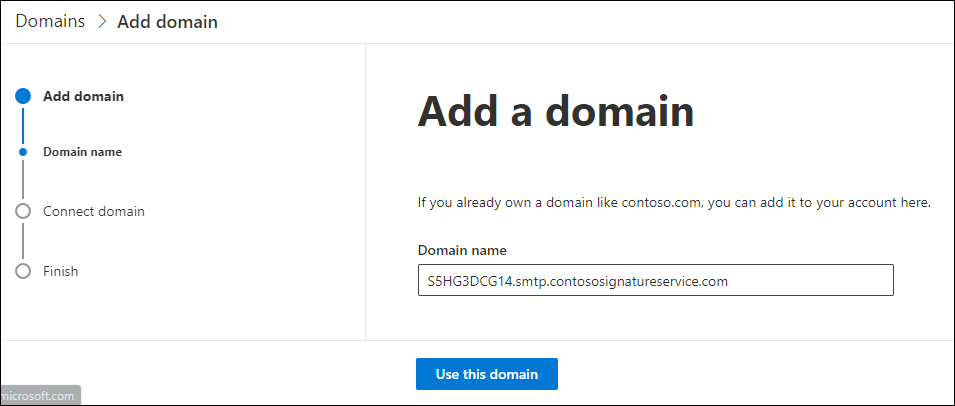 Domains > Add domain
Add domain
Domain name
Connect domain
Finish
Add a domain
If you already own a domain like contoso.com, you can add it to your account here.
Domain name
S5HG3DCG14.smtp.contososignatureservice.com
Use this domain
microsoft.com